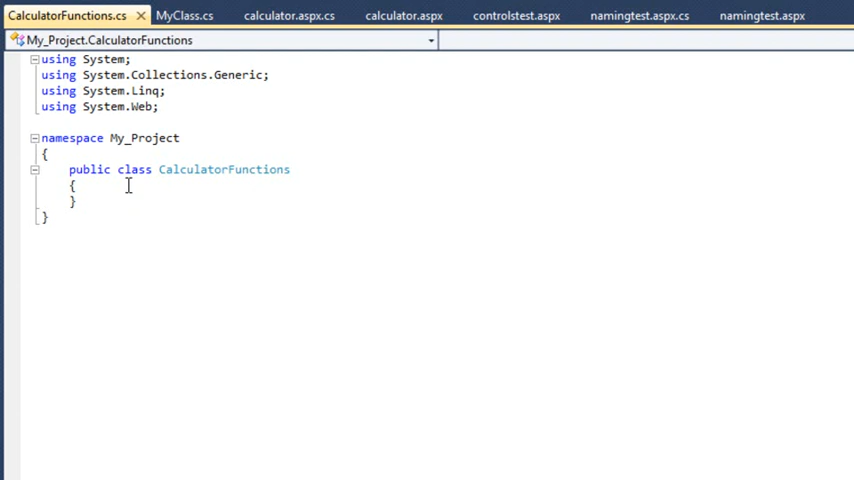 CalculatorFunctions.cs MyClass.cs calculator.aspx.cs calculator.aspx controlstest.aspx namingtest.aspx.cs namingtest.aspx
My_Project.CalculatorFunctions
using System;
using System.Collections.Generic;
using System.Linq;
using System.Web;
namespace My_Project
{
public class CalculatorFunctions
{
}
}